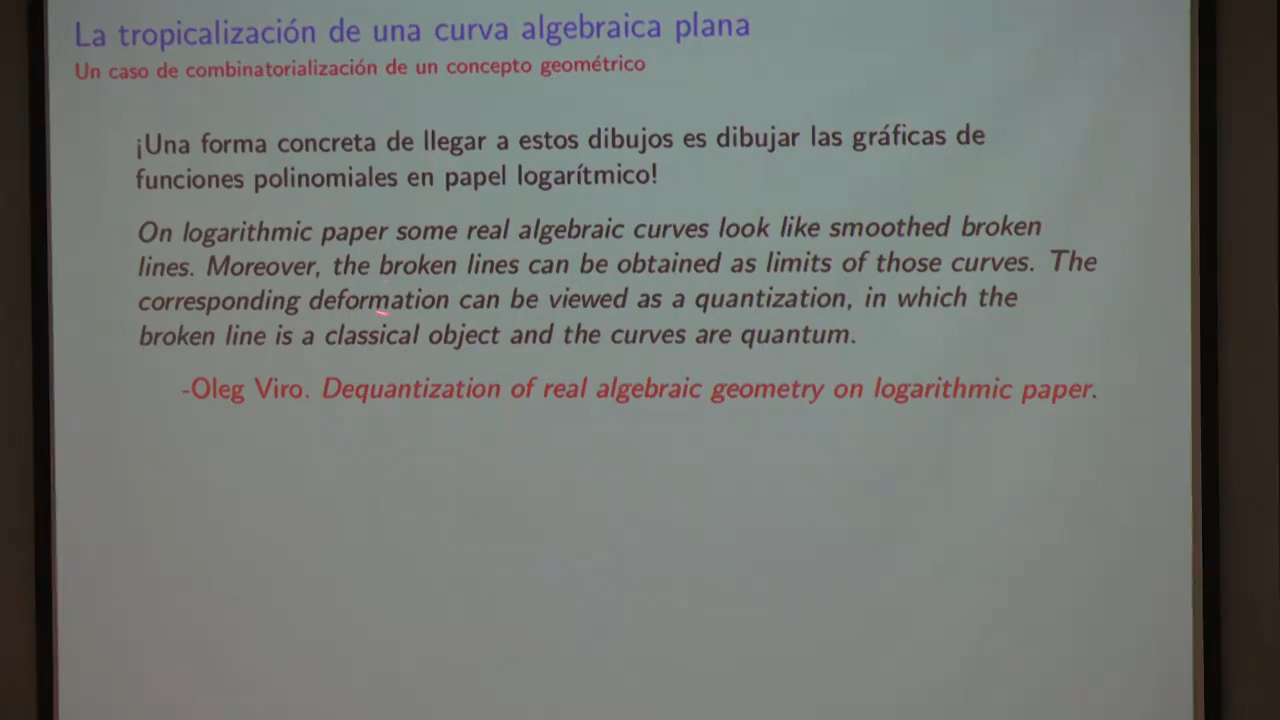 La tropicalización de una curva algebraica plana
Un caso de combinatorialización de un concepto geométrico
¡Una forma concreta de llegar a estos dibujos es dibujar las gráficas de
funciones polinomiales en papel logarítmico!
On logarithmic paper some real algebraic curves look like smoothed broken
lines. Moreover, the broken lines can be obtained as limits of those curves. The
corresponding deformation can be viewed as a quantization, in which the
broken line is a classical object and the curves are quantum.
-Oleg Viro. Dequantization of real algebraic geometry on logarithmic paper.